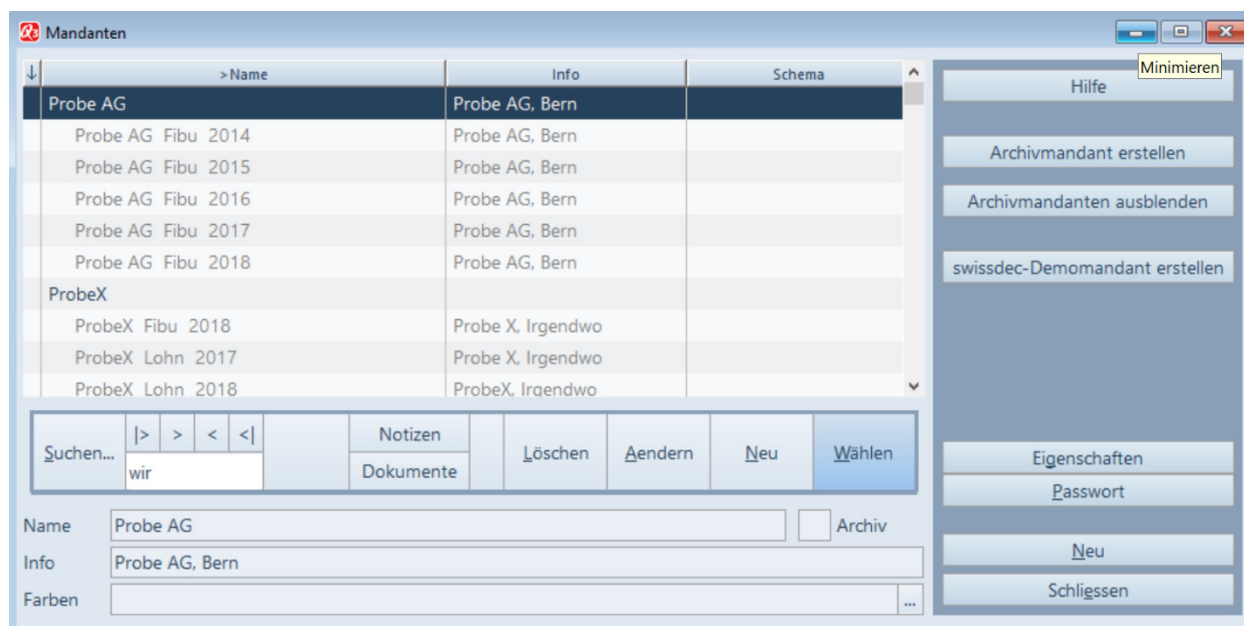 Mandanten
Minimieren
↓ >Name Info Schema
Probe AG Probe AG, Bern
Probe AG Fibu 2014 Probe AG, Bern
Probe AG Fibu 2015 Probe AG, Bern
Probe AG Fibu 2016 Probe AG, Bern
Probe AG Fibu 2017 Probe AG, Bern
Probe AG Fibu 2018 Probe AG, Bern
ProbeX
ProbeX Fibu 2018 Probe X, Irgendwo
ProbeX Lohn 2017 Probe X, Irgendwo
ProbeX Lohn 2018 ProbeX, Irgendwo
Suchen...
|> > < <|
wir
Notizen
Dokumente
Löschen Aendern Neu Wählen
Name Probe AG Archiv
Info Probe AG, Bern
Farben ...
Hilfe
Archivmandant erstellen
Archivmandanten ausblenden
swissdec-Demomandant erstellen
Eigenschaften
Passwort
Neu
Schliessen